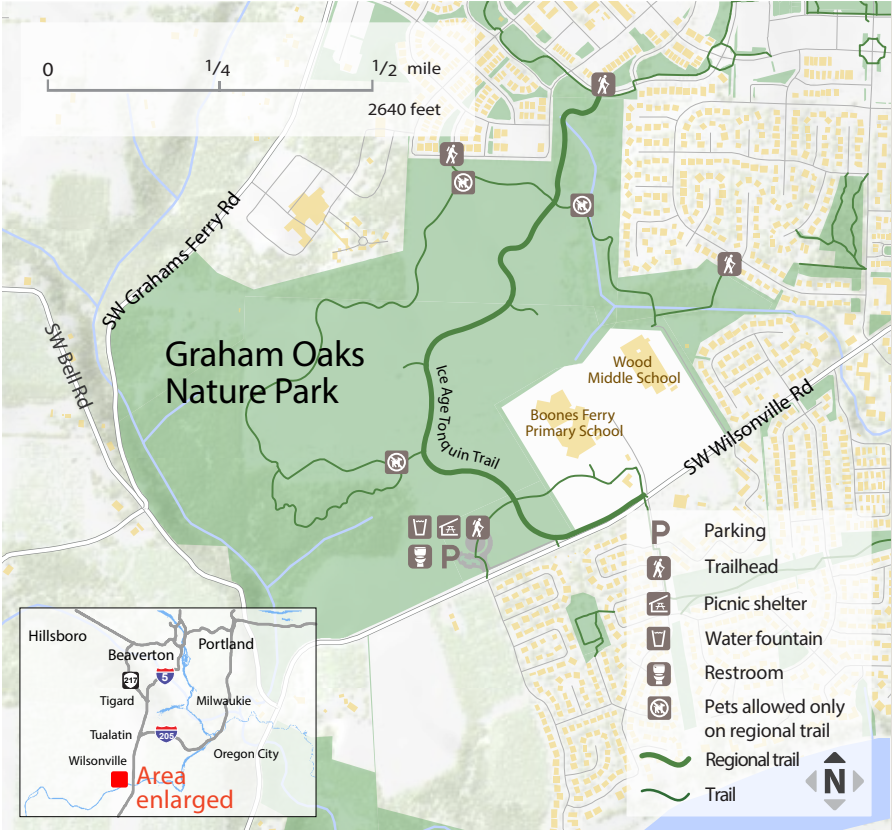 0
1/4
1/2 mile
2640 feet
SW Grahams Ferry Rd
SW Bell Rd
Graham Oaks
Nature Park
Ice Age Tonquin Trail
Wood
Middle School
Boones Ferry
Primary School
SW Wilsonville Rd
P
P
Parking
Trailhead
Picnic shelter
Water fountain
Restroom
Pets allowed only
on regional trail
Regional trail
Trail
N
Hillsboro
Portland
Beaverton
217
5
Tigard
Milwaukie
Tualatin
205
Wilsonville
Oregon City
Area
enlarged